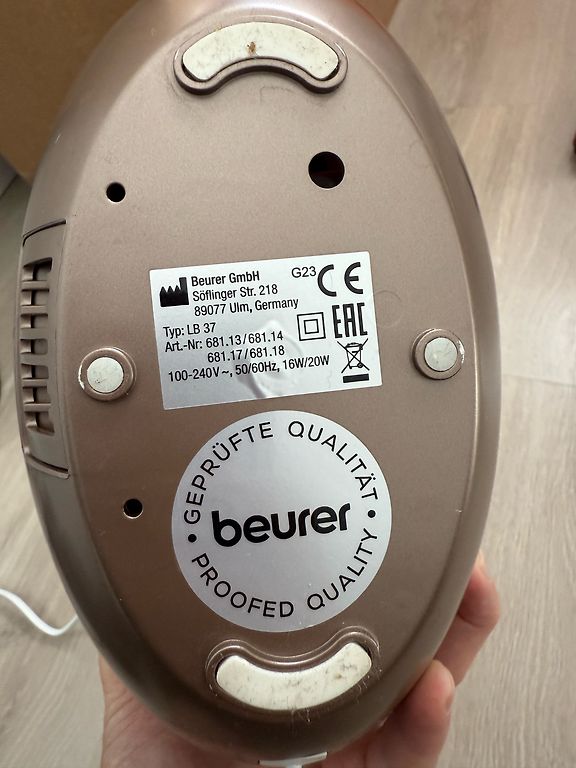 Beurer GmbH
Söflinger Str. 218
89077 Ulm, Germany
G23
CE
Typ: LB 37
Art.-Nr: 681.13/681.14
681.17/681.18
100-240V~, 50/60Hz, 16W/20W
EAC
• GEPRÜFTE QUALITÄT •
beurer
PROOFED QUALITY